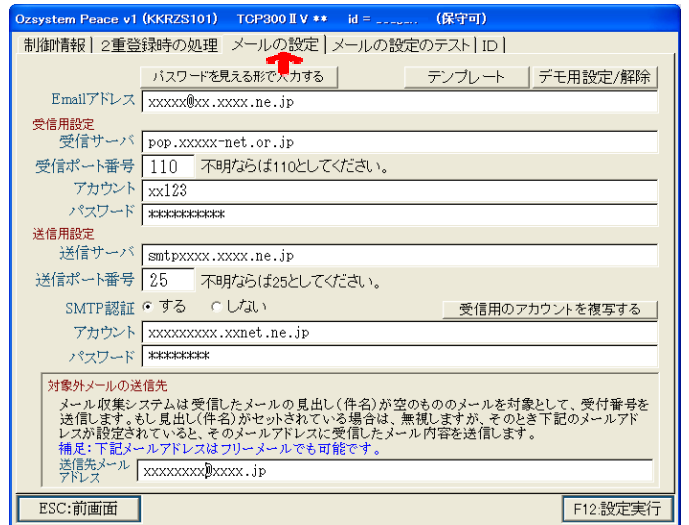 Ozsystem Peace v1 (KKRZS101) TCP300ⅡV ** id = (保守可)
制御情報 2重登録時の処理 メールの設定 メールの設定のテスト ID
パスワードを見える形で入力する テンプレート デモ用設定/解除
Emailアドレス xxxxx@xx.xxxx.ne.jp
受信用設定
受信サーバ pop.xxxxx-net.or.jp
受信ポート番号 110 不明ならば110としてください。
アカウント xx123
パスワード **********
送信用設定
送信サーバ smtpxxxx.xxxx.ne.jp
送信ポート番号 25 不明ならば25としてください。
SMTP認証 する しない 受信用のアカウントを複写する
アカウント xxxxxxxxx.xxnet.ne.jp
パスワード ********
対象外メールの送信先
メール収集システムは受信したメールの見出し(件名)が空のもののメールを対象として、受付番号を
送信します。もし見出し(件名)がセットされている場合は、無視しますが、そのとき下記のメールアド
レスが設定されていると、そのメールアドレスに受信したメール内容を送信します。
補足:下記メールアドレスはフリーメールでも可能です。
送信先メール
アドレス xxxxxxxx@xxxx.jp
ESC:前画面 F12:設定実行